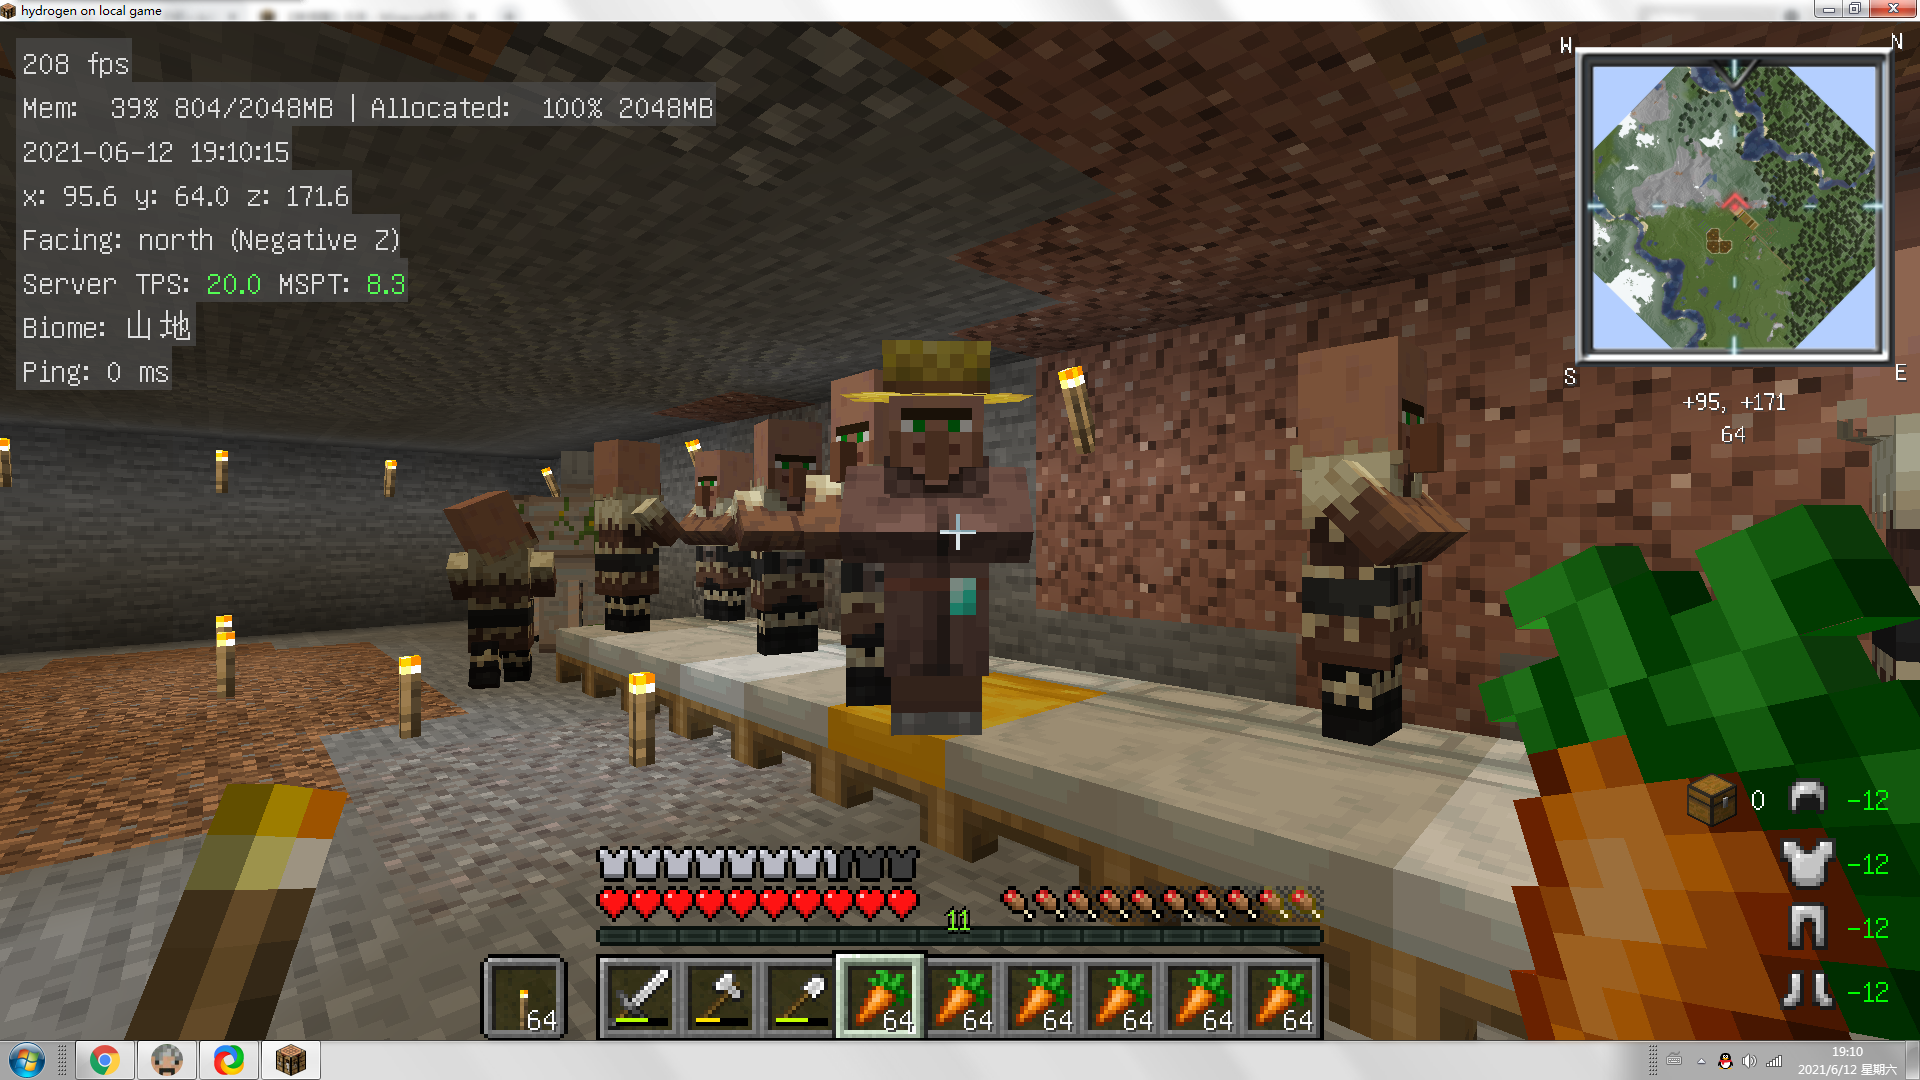 hydrogen on local game
208 fps
Mem:  39% 804/2048MB | Allocated:  100% 2048MB
2021-06-12 19:10:15
x: 95.6 y: 64.0 z: 171.6
Facing: north (Negative Z)
Server TPS: 20.0 MSPT: 8.3
Biome: 山地
Ping: 0 ms
W
N
S
E
+95, +171
64
0
-12
-12
-12
-12
11
64
64
64
64
64
64
64
19:10
2021/6/12 星期六